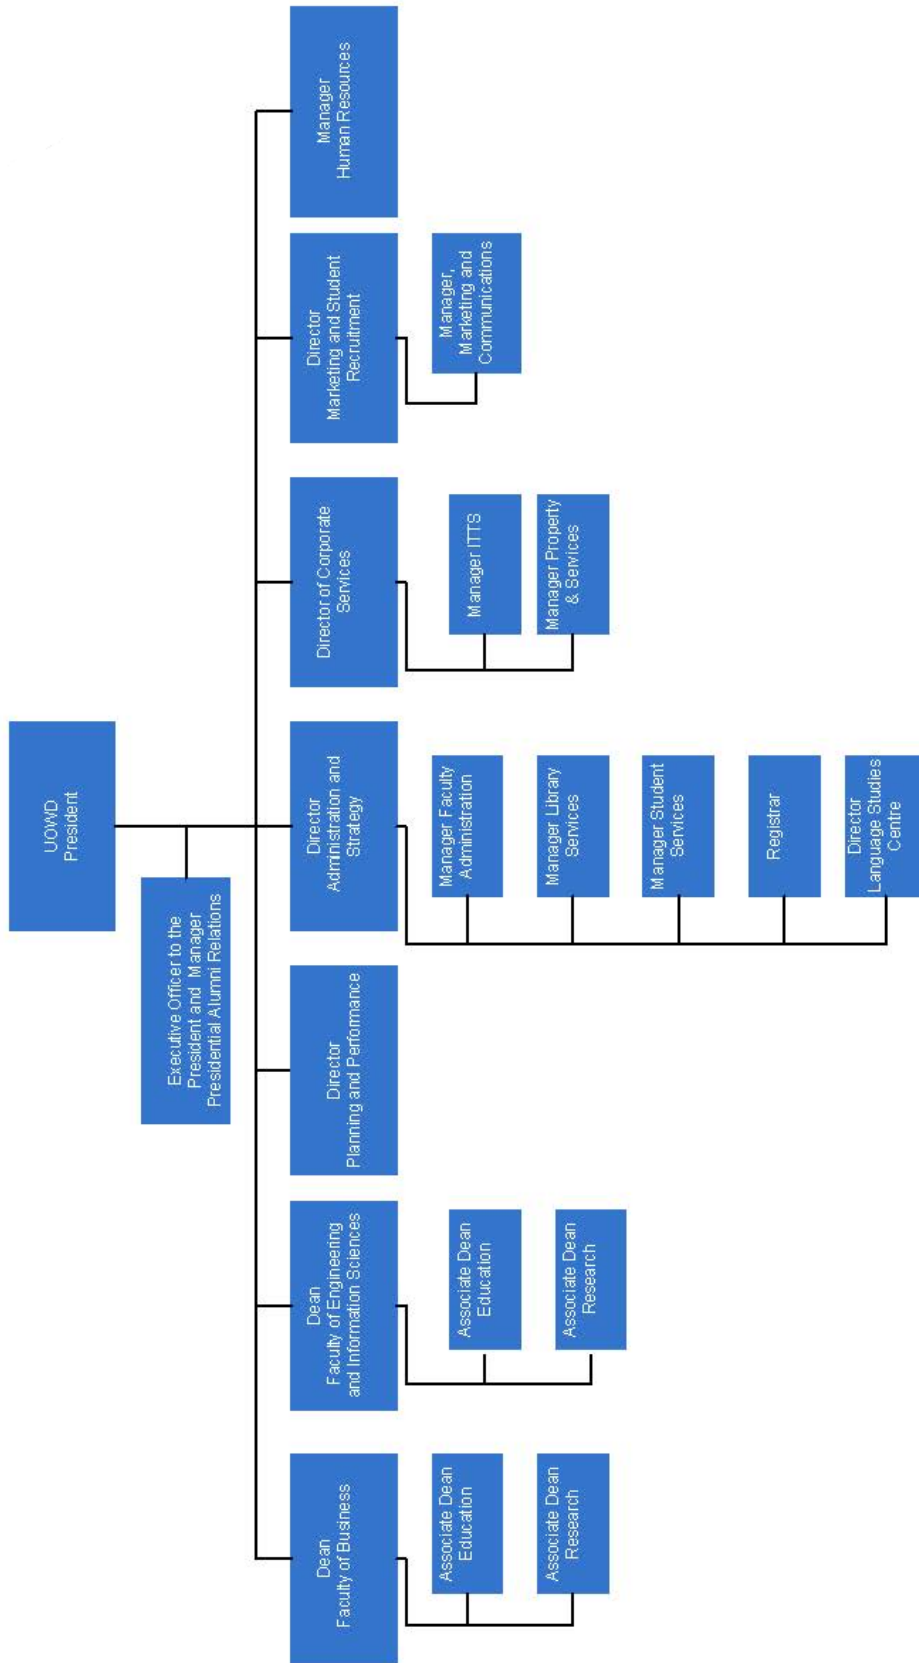 UOWD
President
Executive Officer to the
President and Manager
Presidential Alumni Relations
Dean
Faculty of Business
Dean
Faculty of Engineering
and Information Sciences
Director
Planning and Performance
Director
Administration and
Strategy
Director of Corporate
Services
Director
Marketing and Student
Recruitment
Manager
Human Resources
Associate Dean
Education
Associate Dean
Research
Associate Dean
Education
Associate Dean
Research
Manager Faculty
Administration
Manager Library
Services
Manager Student
Services
Registrar
Director
Language Studies
Centre
Manager ITTS
Manager Property
& Services
Manager,
Marketing and
Communications